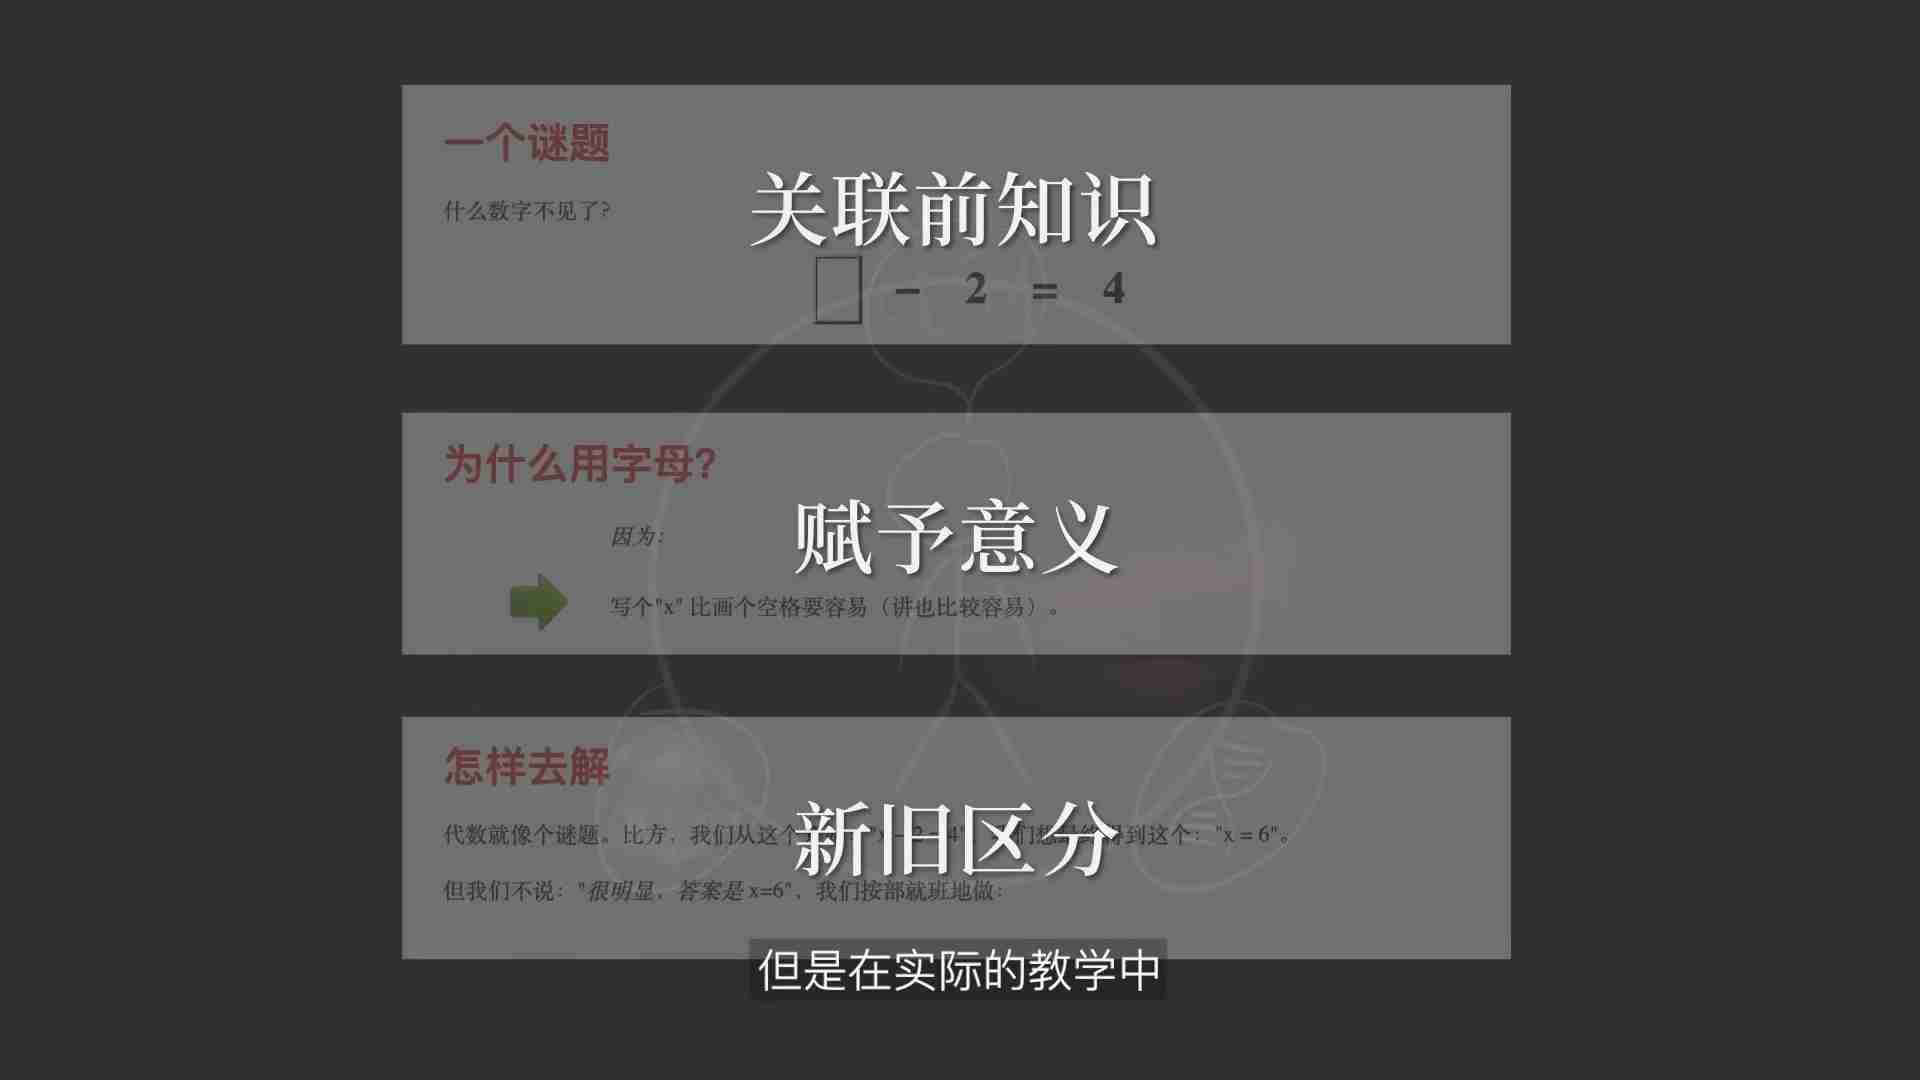 一个谜题
关联前知识
什么数字不见了?
□ － 2 = 4
为什么用字母?
赋予意义
因为：
写个"x" 比画个空格要容易（讲也比较容易）。
怎样去解
新旧区分
代数就像个谜题。比方，我们从这个 得到这个："x = 6"。
但我们不说："很明显，答案是 x=6"，我们按部就班地做：
但是在实际的教学中